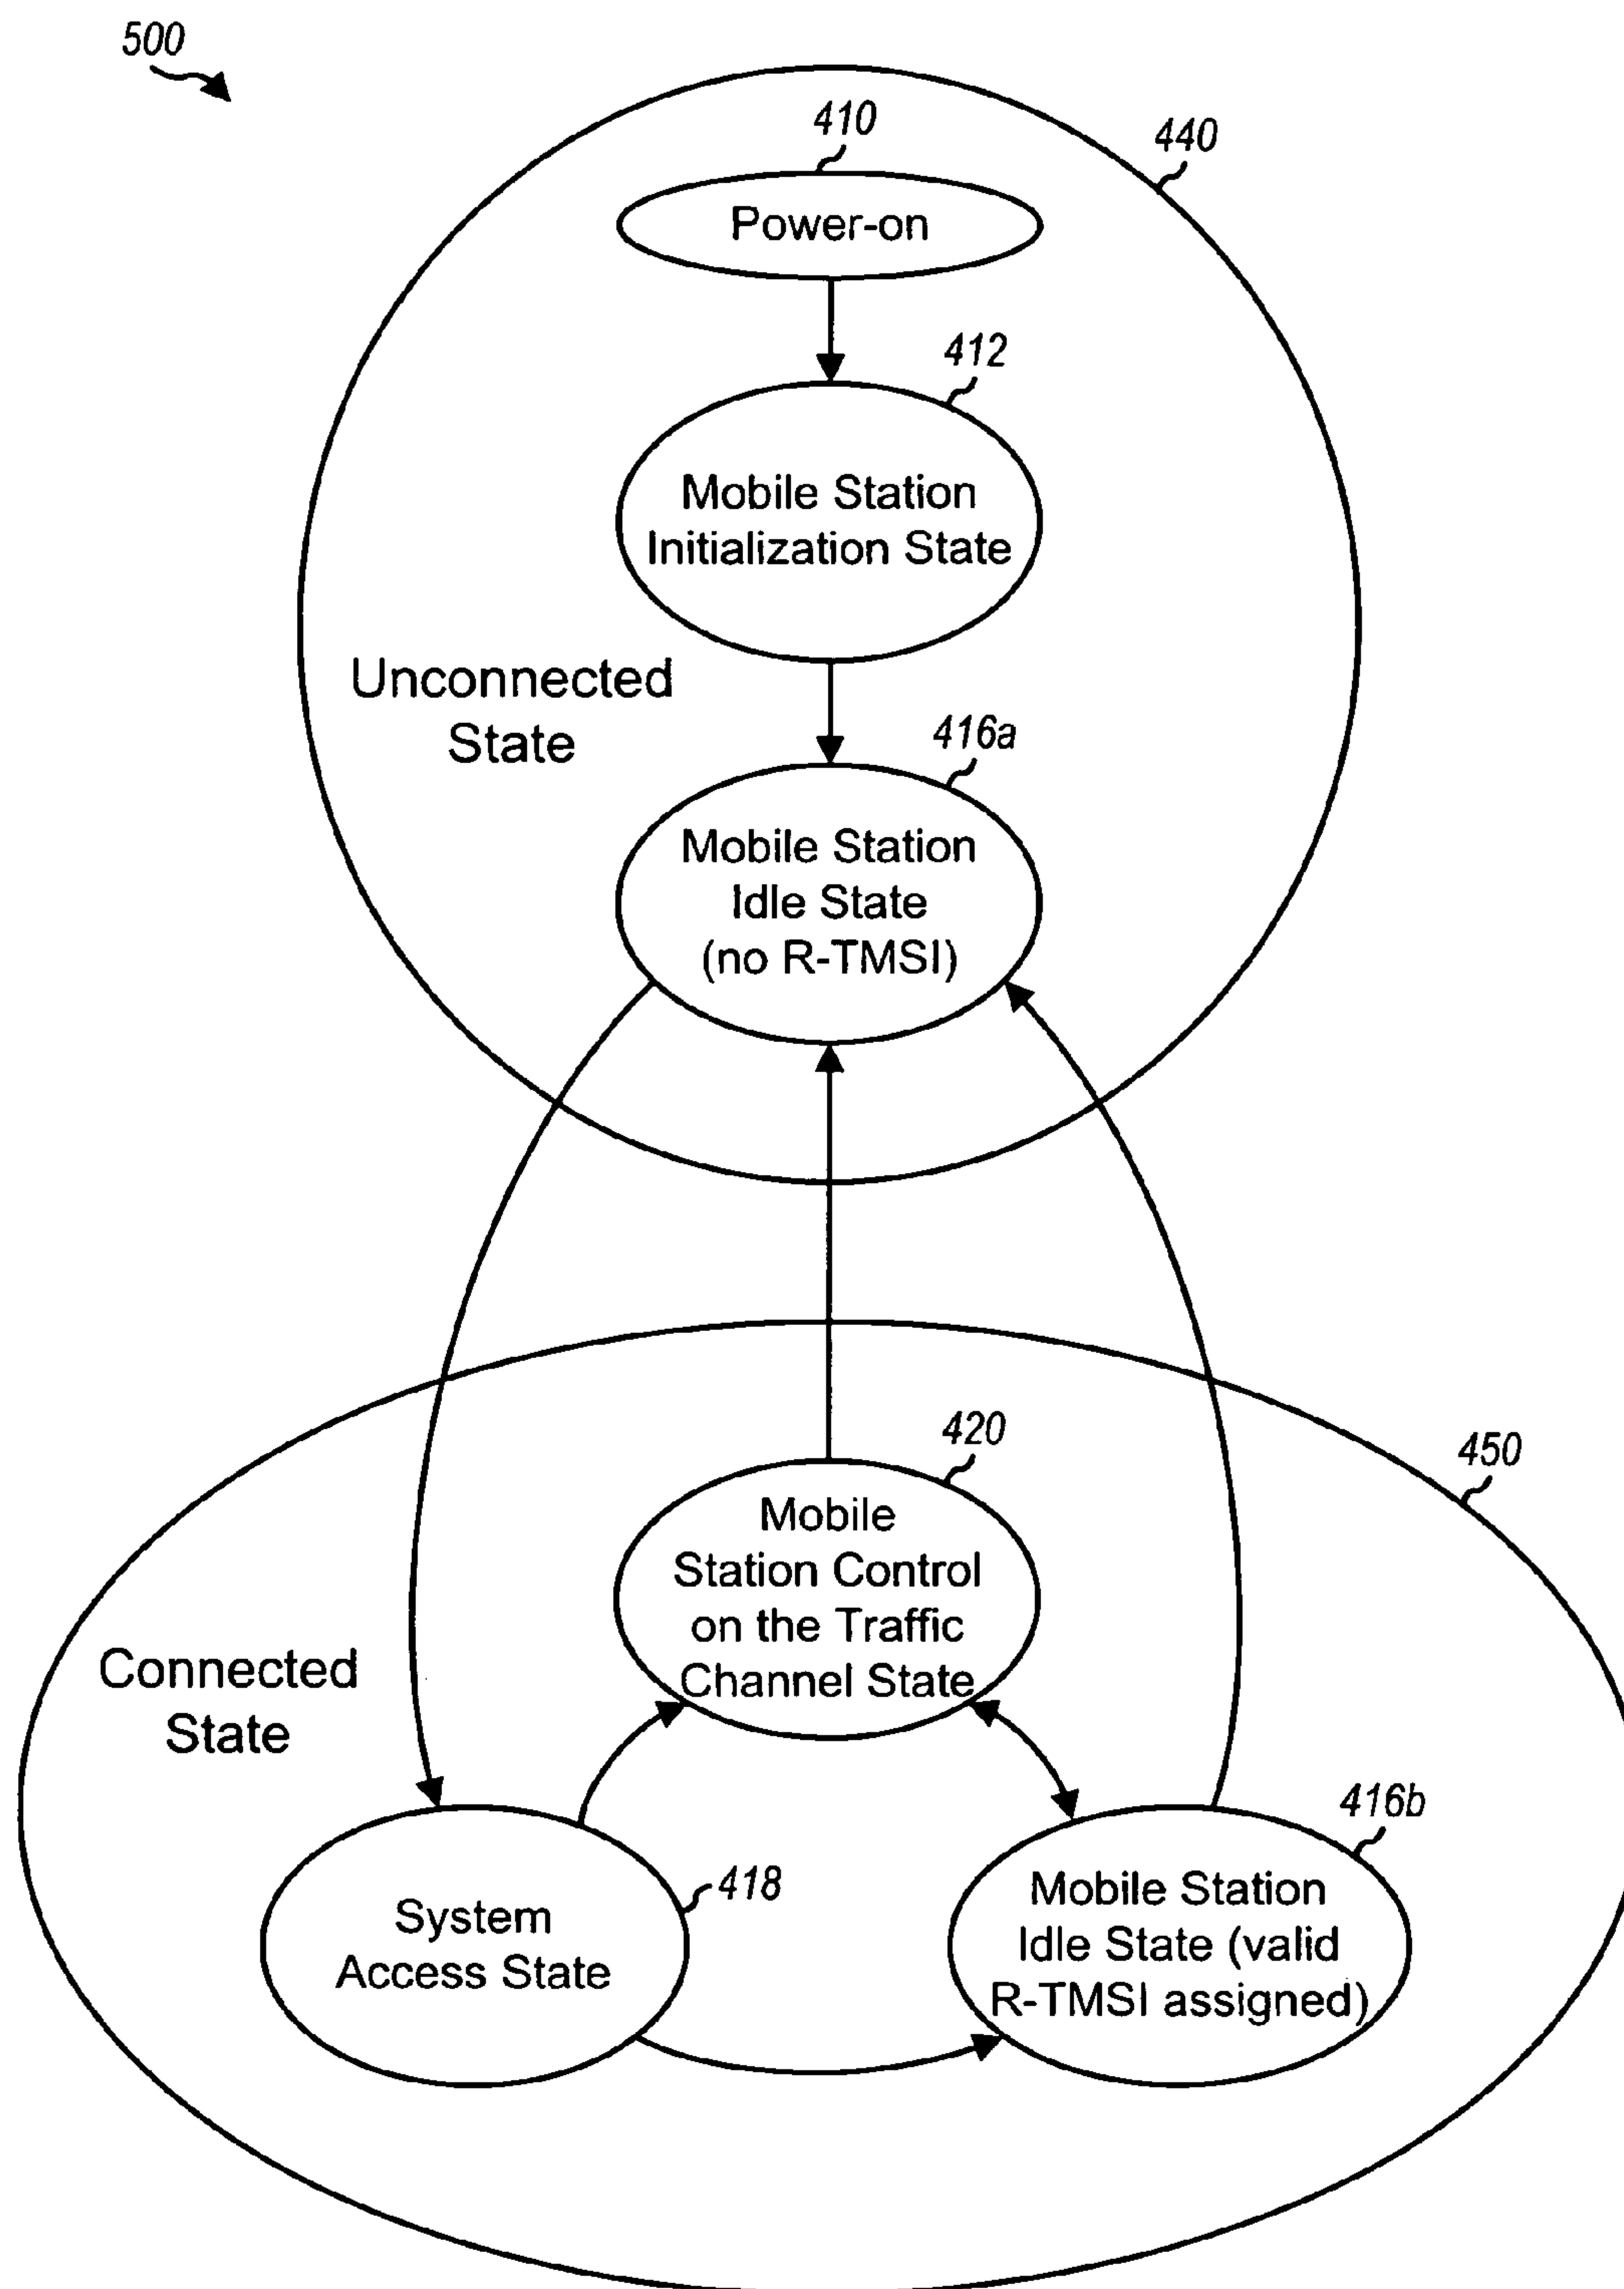 500
410
440
Power-on
412
Mobile Station
Initialization State
Unconnected
State
416a
Mobile Station
Idle State
(no R-TMSI)
420
450
Mobile
Station Control
on the Traffic
Channel State
Connected
State
416b
418
System
Access State
Mobile Station
Idle State (valid
R-TMSI assigned)